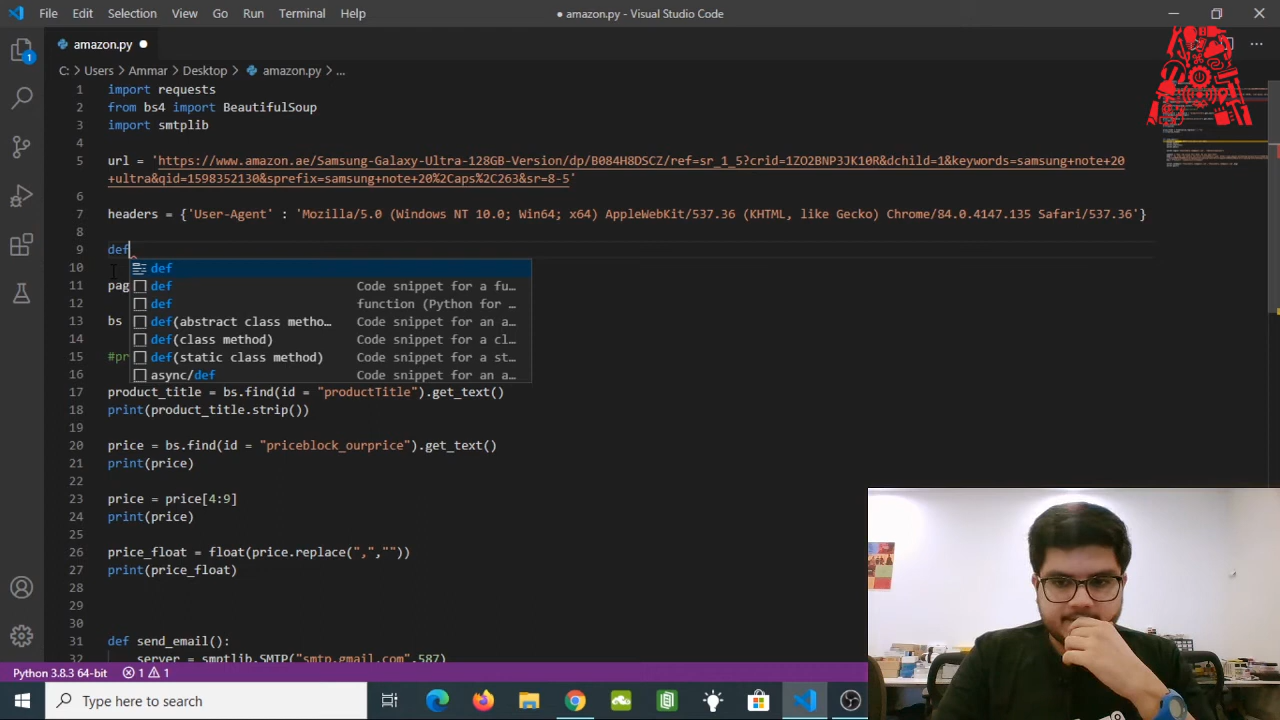 File Edit Selection View Go Run Terminal Help
● amazon.py - Visual Studio Code
1
amazon.py
C: > Users > Ammar > Desktop > amazon.py > ...
1 import requests
2 from bs4 import BeautifulSoup
3 import smtplib
4
5 url = 'https://www.amazon.ae/Samsung-Galaxy-Ultra-128GB-Version/dp/B084H8DSCZ/ref=sr_1_5?crid=1ZO2BNP3JK10R&dchild=1&keywords=samsung+note+20
+ultra&qid=1598352130&sprefix=samsung+note+20%2Caps%2C263&sr=8-5'
6
7 headers = {'User-Agent' : 'Mozilla/5.0 (Windows NT 10.0; Win64; x64) AppleWebKit/537.36 (KHTML, like Gecko) Chrome/84.0.4147.135 Safari/537.36'}
8
9 def
10 def
11 pag def Code snippet for a fu...
12 def function (Python for ...
13 bs def(abstract class metho... Code snippet for an a...
14 def(class method) Code snippet for a cl...
15 #pr def(static class method) Code snippet for a st...
16 async/def Code snippet for an a...
17 product_title = bs.find(id = "productTitle").get_text()
18 print(product_title.strip())
19
20 price = bs.find(id = "priceblock_ourprice").get_text()
21 print(price)
22
23 price = price[4:9]
24 print(price)
25
26 price_float = float(price.replace(",",""))
27 print(price_float)
28
29
30
31 def send_email():
32 server = smptlib.SMTP("smtp.gmail.com",587)
Python 3.8.3 64-bit 1 1
Type here to search